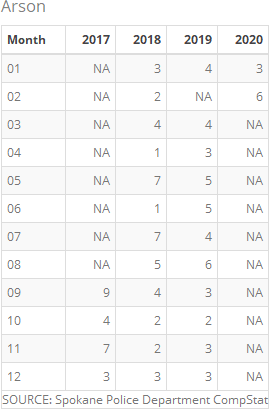 Arson
Month 2017 2018 2019 2020
01 NA 3 4 3
02 NA 2 NA 6
03 NA 4 4 NA
04 NA 1 3 NA
05 NA 7 5 NA
06 NA 1 5 NA
07 NA 7 4 NA
08 NA 5 6 NA
09 9 4 3 NA
10 4 2 2 NA
11 7 2 3 NA
12 3 3 3 NA
SOURCE: Spokane Police Department CompStat